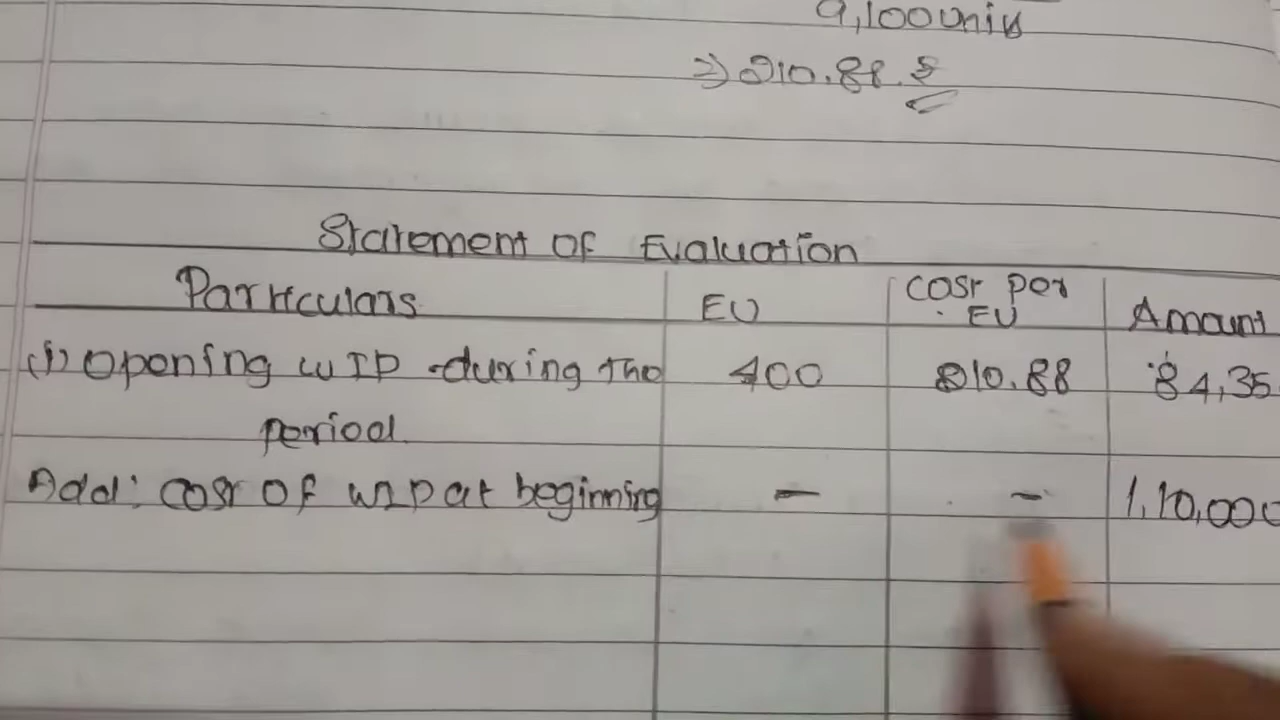 9,100 units
⇒ 210.88 $
Statement OF Evaluation
Particulars EU Cost per EU Amount
(i) Opening WIP during the period 400 210.88 84,35
Add: Cost OF WIP at beginning — – 1,10,000